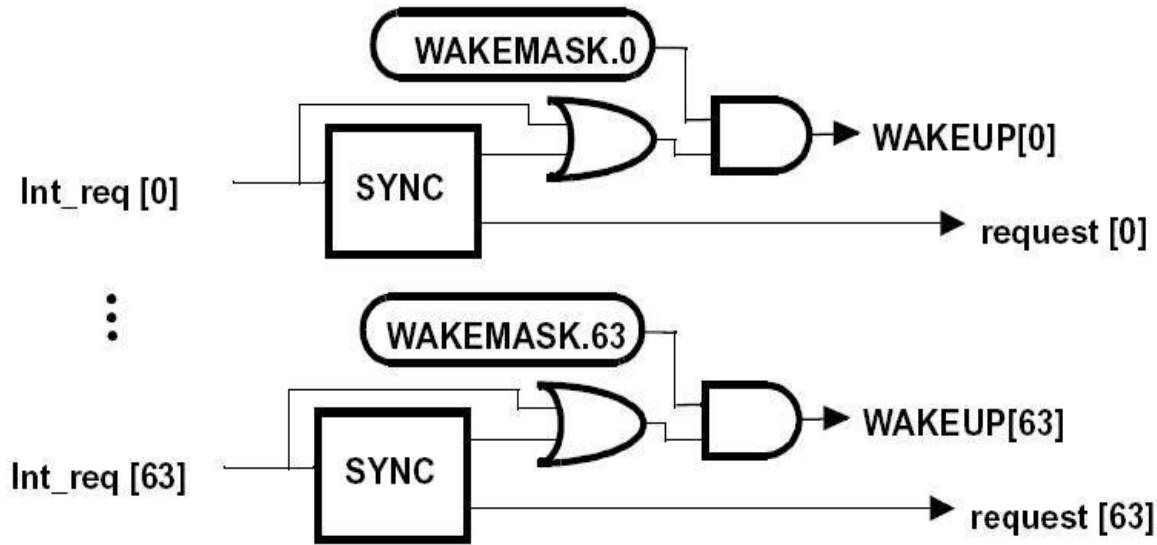 WAKEMASK.0
WAKEUP[0]
Int_req [0]
SYNC
request [0]
WAKEMASK.63
WAKEUP[63]
Int_req [63]
SYNC
request [63]